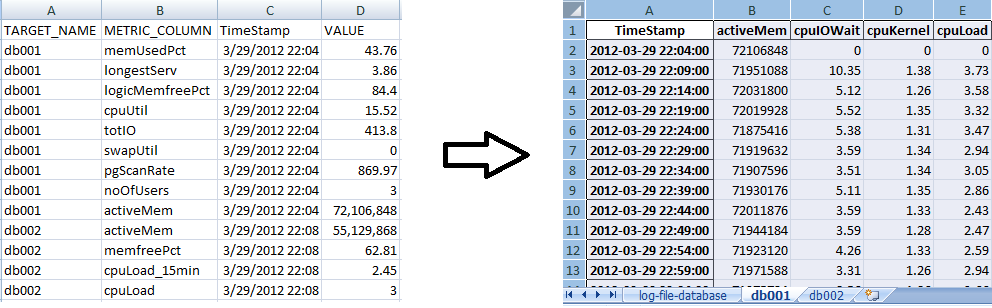 A B C D
TARGET_NAME METRIC_COLUMN TimeStamp VALUE
db001 memUsedPct 3/29/2012 22:04 43.76
db001 longestServ 3/29/2012 22:04 3.86
db001 logicMemfreePct 3/29/2012 22:04 84.4
db001 cpuUtil 3/29/2012 22:04 15.52
db001 totIO 3/29/2012 22:04 413.8
db001 swapUtil 3/29/2012 22:04 0
db001 pgScanRate 3/29/2012 22:04 869.97
db001 noOfUsers 3/29/2012 22:04 3
db001 activeMem 3/29/2012 22:04 72,106,848
db002 activeMem 3/29/2012 22:08 55,129,868
db002 memfreePct 3/29/2012 22:08 62.81
db002 cpuLoad_15min 3/29/2012 22:08 2.45
db002 cpuLoad 3/29/2012 22:08 3
A B C D E
1 TimeStamp activeMem cpuIOWait cpuKernel cpuLoad
2 2012-03-29 22:04:00 72106848 0 0 0
3 2012-03-29 22:09:00 71951088 10.35 1.38 3.73
4 2012-03-29 22:14:00 72031800 5.12 1.26 3.58
5 2012-03-29 22:19:00 72019928 5.52 1.35 3.32
6 2012-03-29 22:24:00 71875416 5.38 1.31 3.47
7 2012-03-29 22:29:00 71919632 3.59 1.34 2.94
8 2012-03-29 22:34:00 71907596 3.51 1.34 3.05
9 2012-03-29 22:39:00 71930176 5.11 1.35 2.86
10 2012-03-29 22:44:00 72011876 3.59 1.33 2.43
11 2012-03-29 22:49:00 71944184 3.59 1.28 2.47
12 2012-03-29 22:54:00 71923120 4.26 1.33 2.59
13 2012-03-29 22:59:00 71971588 3.31 1.26 2.94
log-file-database db001 db002